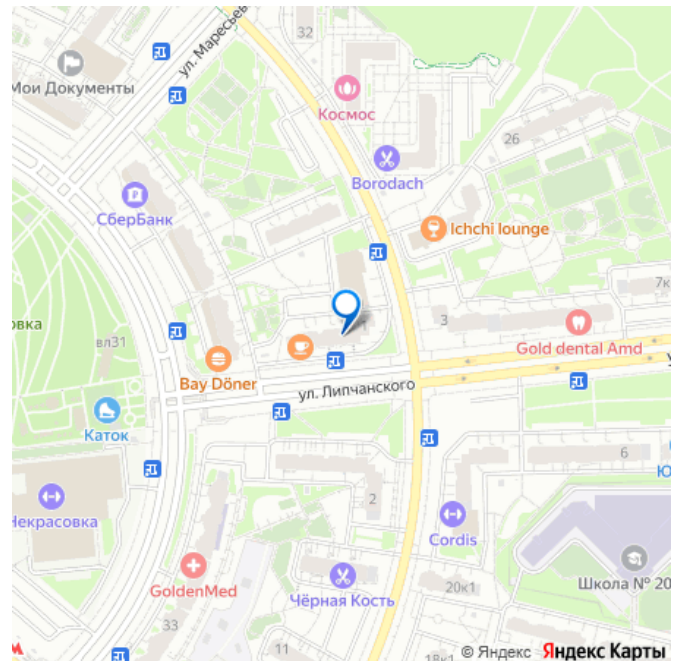 32
ул. Маресьев
Мои Документы
Космос
26
Borodach
СберБанк
Ichchi lounge
7к
3
овка
вл31
Gold dental Amd
Bay Döner
ул. Липчанского
Каток
6
Ю
2
Некрасовка
Cordis
GoldenMed
Школа № 20
20к1
Чёрная Кость
33
11
18к1
© Яндекс Яндекс Карты